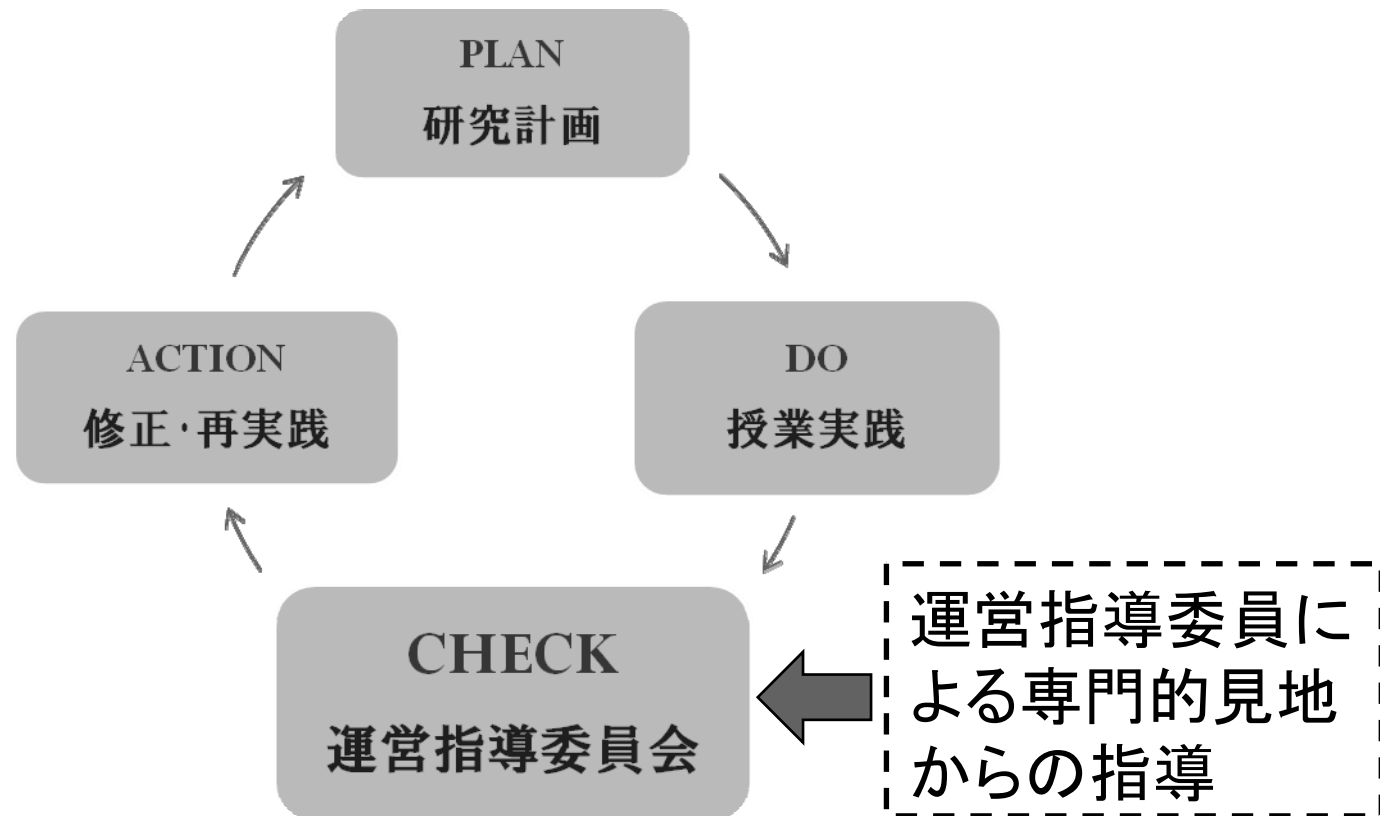 PLAN
研究計画
ACTION
修正・再実践
DO
授業実践
CHECK
運営指導委員会
運営指導委員に
よる専門的見地
からの指導